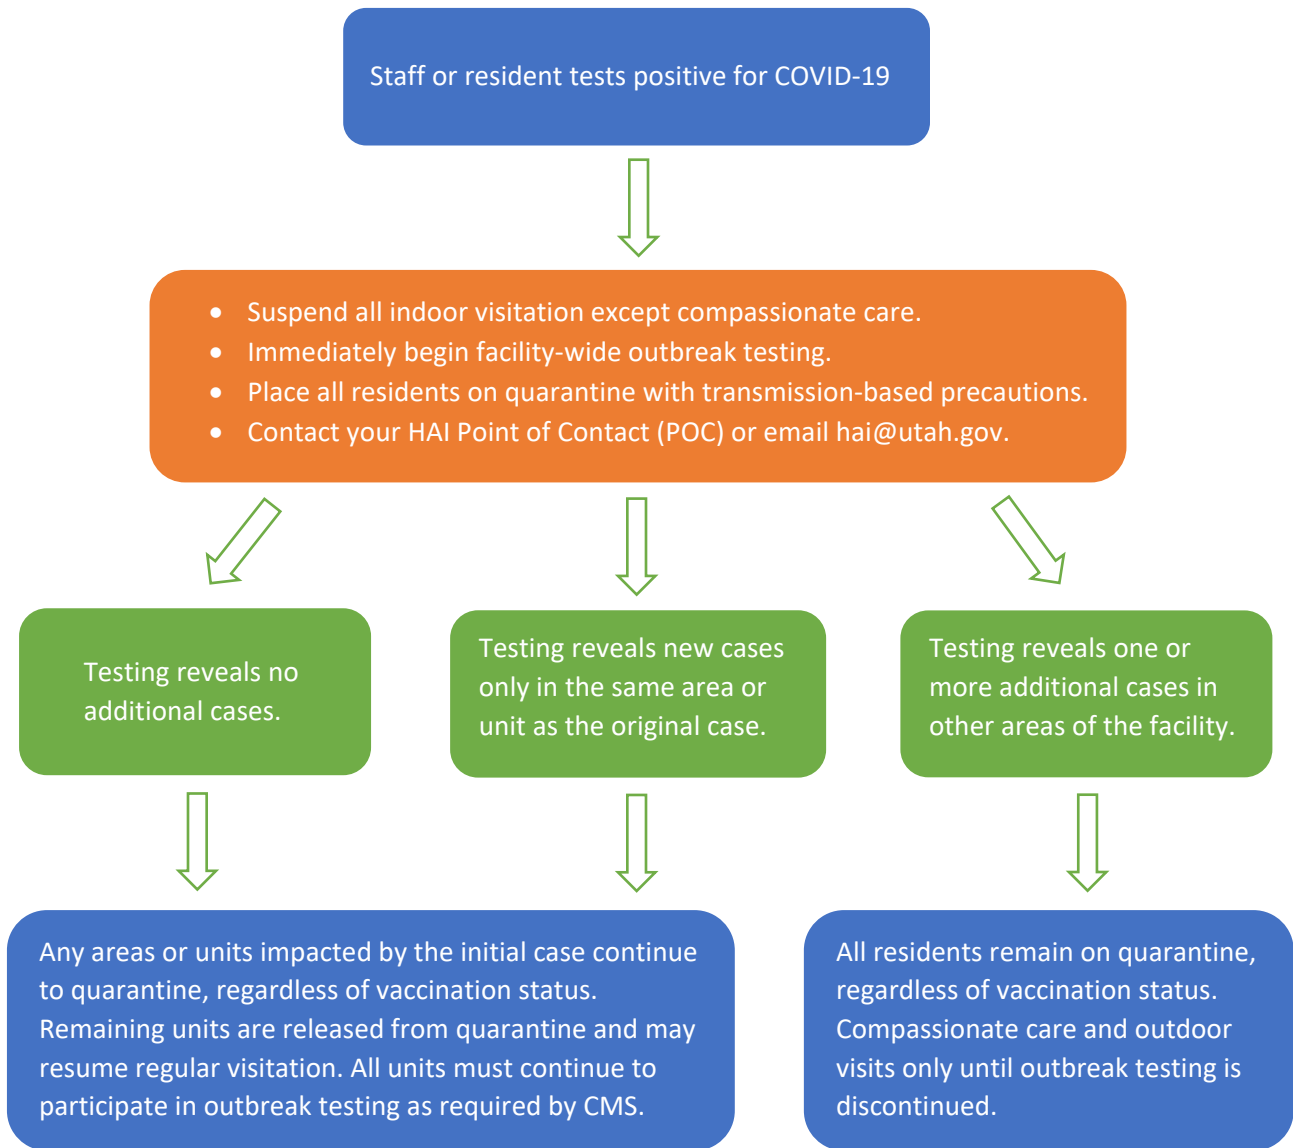 Staff or resident tests positive for COVID-19
• Suspend all indoor visitation except compassionate care.
• Immediately begin facility-wide outbreak testing.
• Place all residents on quarantine with transmission-based precautions.
• Contact your HAI Point of Contact (POC) or email hai@utah.gov.
Testing reveals no
additional cases.
Testing reveals new cases
only in the same area or
unit as the original case.
Testing reveals one or
more additional cases in
other areas of the facility.
Any areas or units impacted by the initial case continue
to quarantine, regardless of vaccination status.
Remaining units are released from quarantine and may
resume regular visitation. All units must continue to
participate in outbreak testing as required by CMS.
All residents remain on quarantine,
regardless of vaccination status.
Compassionate care and outdoor
visits only until outbreak testing is
discontinued.